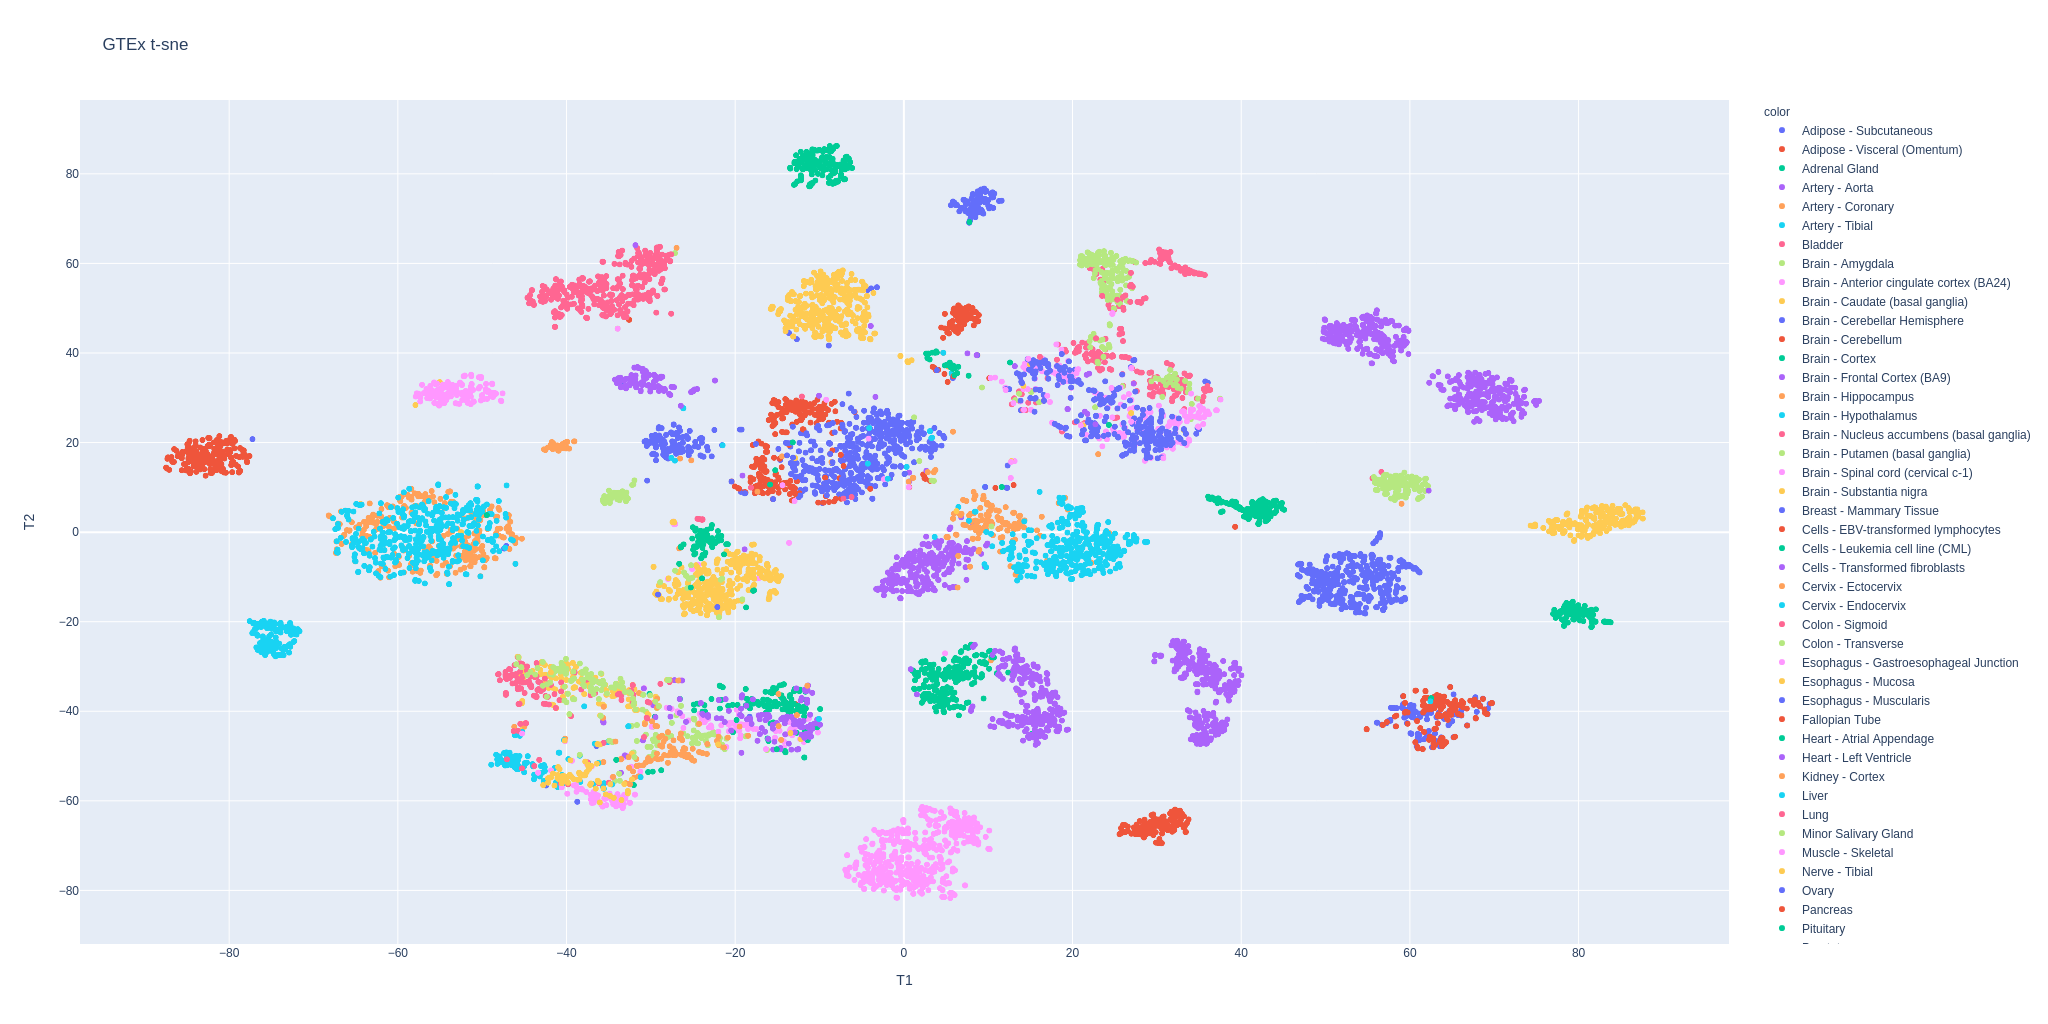 GTEx t-sne
80
60
40
20
0
−20
−40
−60
−80
T2
−80
−60
−40
−20
0
20
40
60
80
T1
color
Adipose - Subcutaneous
Adipose - Visceral (Omentum)
Adrenal Gland
Artery - Aorta
Artery - Coronary
Artery - Tibial
Bladder
Brain - Amygdala
Brain - Anterior cingulate cortex (BA24)
Brain - Caudate (basal ganglia)
Brain - Cerebellar Hemisphere
Brain - Cerebellum
Brain - Cortex
Brain - Frontal Cortex (BA9)
Brain - Hippocampus
Brain - Hypothalamus
Brain - Nucleus accumbens (basal ganglia)
Brain - Putamen (basal ganglia)
Brain - Spinal cord (cervical c-1)
Brain - Substantia nigra
Breast - Mammary Tissue
Cells - EBV-transformed lymphocytes
Cells - Leukemia cell line (CML)
Cells - Transformed fibroblasts
Cervix - Ectocervix
Cervix - Endocervix
Colon - Sigmoid
Colon - Transverse
Esophagus - Gastroesophageal Junction
Esophagus - Mucosa
Esophagus - Muscularis
Fallopian Tube
Heart - Atrial Appendage
Heart - Left Ventricle
Kidney - Cortex
Liver
Lung
Minor Salivary Gland
Muscle - Skeletal
Nerve - Tibial
Ovary
Pancreas
Pituitary